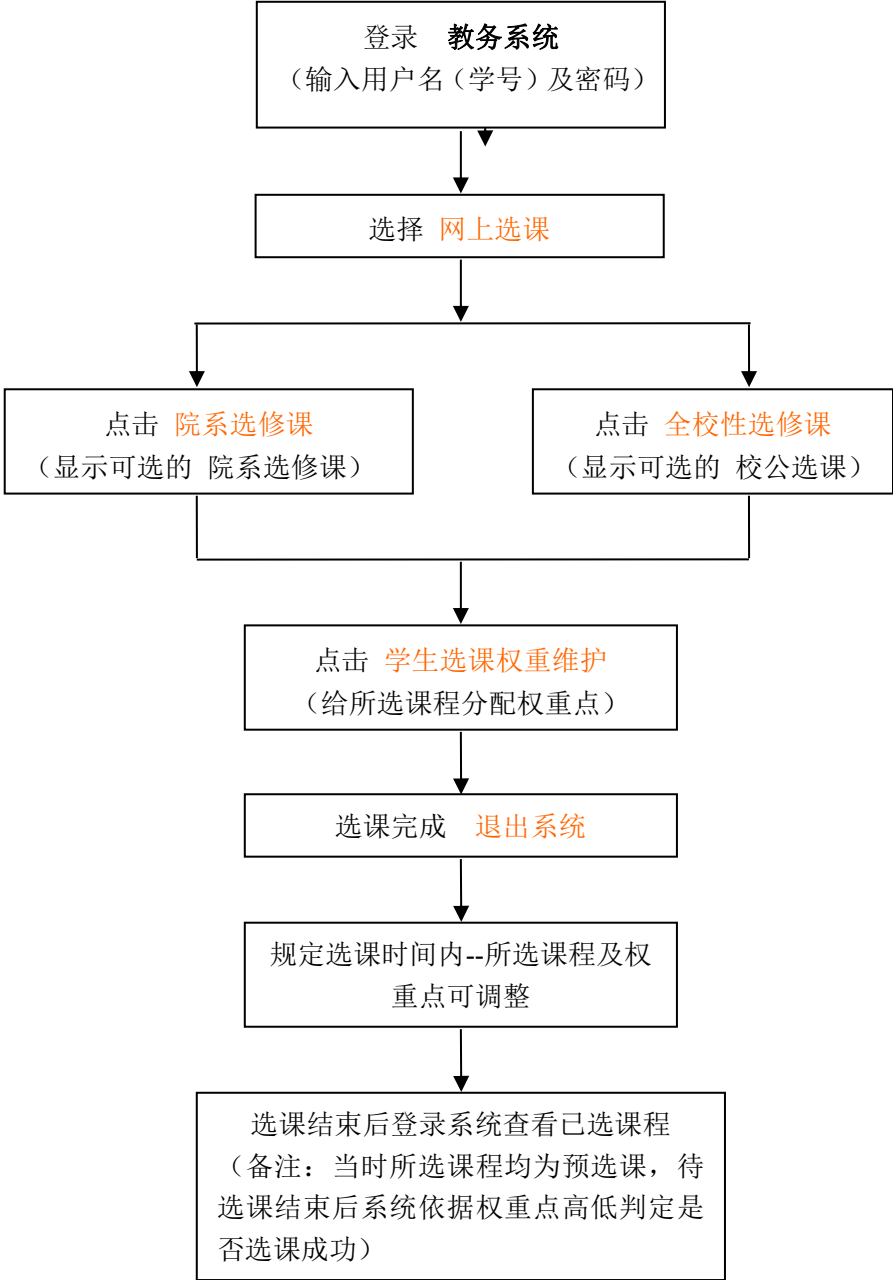 登录 教务系统
（输入用户名（学号）及密码）
选择 网上选课
点击 院系选修课
（显示可选的 院系选修课）
点击 全校性选修课
（显示可选的 校公选课）
点击 学生选课权重维护
（给所选课程分配权重点）
选课完成 退出系统
规定选课时间内--所选课程及权
重点可调整
选课结束后登录系统查看已选课程
（备注：当时所选课程均为预选课，待
选课结束后系统依据权重点高低判定是
否选课成功）